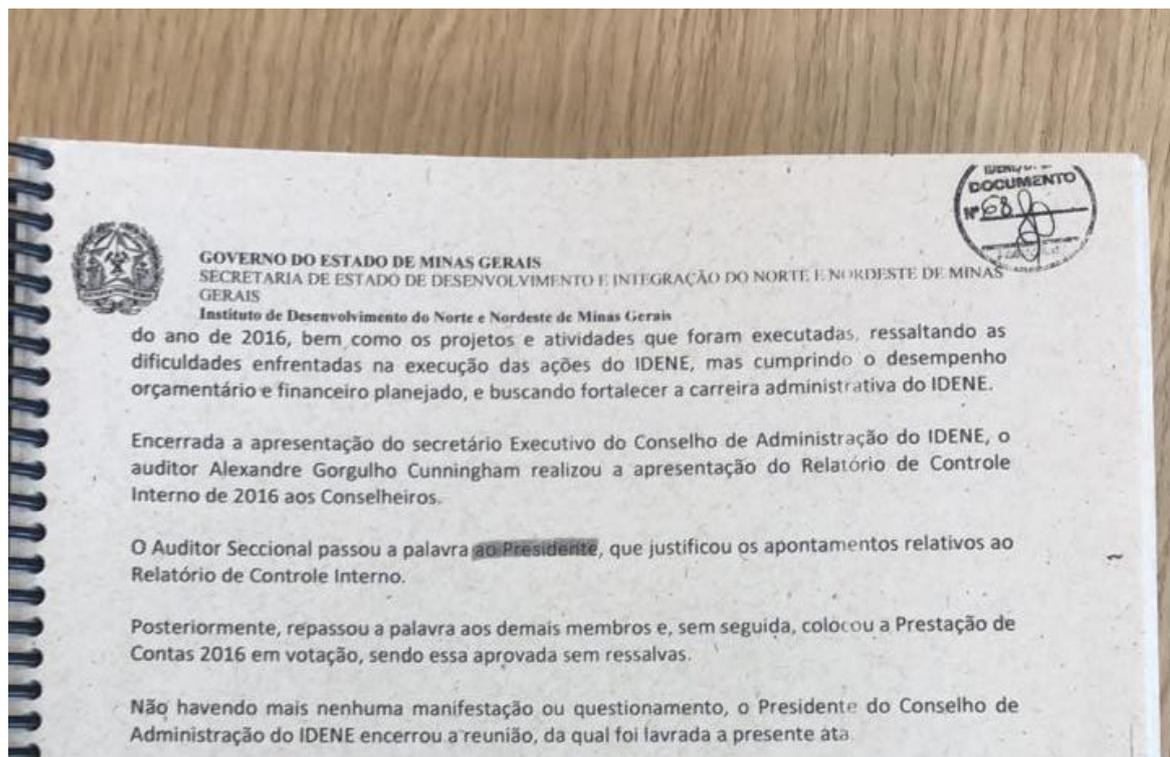 DOCUMENTO
Nº 68
GOVERNO DO ESTADO DE MINAS GERAIS
SECRETARIA DE ESTADO DE DESENVOLVIMENTO E INTEGRAÇÃO DO NORTE E NORDESTE DE MINAS
GERAIS
Instituto de Desenvolvimento do Norte e Nordeste de Minas Gerais
do ano de 2016, bem como os projetos e atividades que foram executadas, ressaltando as
dificuldades enfrentadas na execução das ações do IDENE, mas cumprindo o desempenho
orçamentário e financeiro planejado, e buscando fortalecer a carreira administrativa do IDENE.
Encerrada a apresentação do secretário Executivo do Conselho de Administração do IDENE, o
auditor Alexandre Gorgulho Cunningham realizou a apresentação do Relatório de Controle
Interno de 2016 aos Conselheiros.
O Auditor Seccional passou a palavra ao Presidente, que justificou os apontamentos relativos ao
Relatório de Controle Interno.
Posteriormente, repassou a palavra aos demais membros e, sem seguida, colocou a Prestação de
Contas 2016 em votação, sendo essa aprovada sem ressalvas.
Não havendo mais nenhuma manifestação ou questionamento, o Presidente do Conselho de
Administração do IDENE encerrou a reunião, da qual foi lavrada a presente ata